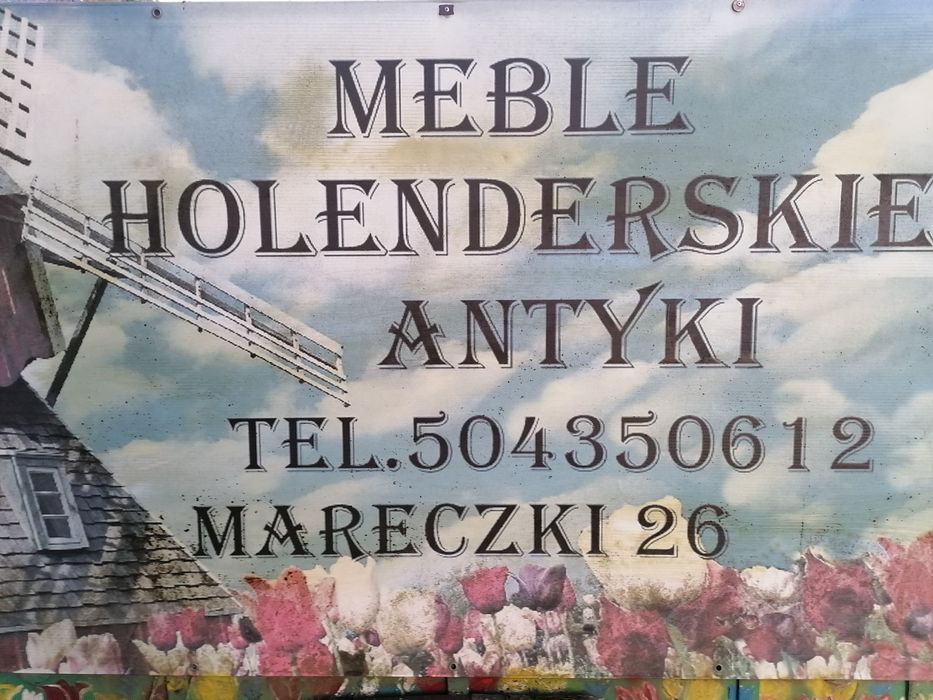 MEBLE
HOLENDERSKIE
ANTYKI
TEL.504350612
MARECZKI 26